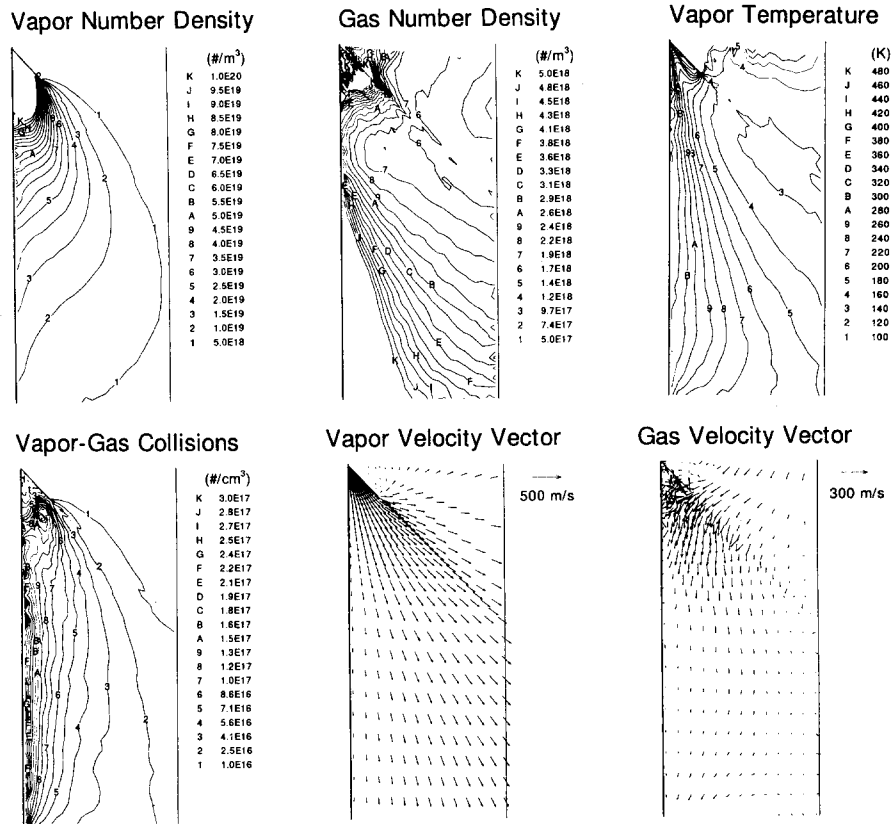 Vapor Number Density
(#/m³)
K 1.0E20
J 9.5E19
I 9.0E19
H 8.5E19
G 8.0E19
F 7.5E19
E 7.0E19
D 6.5E19
C 6.0E19
B 5.5E19
A 5.0E19
9 4.5E19
8 4.0E19
7 3.5E19
6 3.0E19
5 2.5E19
4 2.0E19
3 1.5E19
2 1.0E19
1 5.0E18
Gas Number Density
(#/m³)
K 5.0E18
J 4.8E18
I 4.5E18
H 4.3E18
G 4.1E18
F 3.8E18
E 3.6E18
D 3.3E18
C 3.1E18
B 2.9E18
A 2.6E18
9 2.4E18
8 2.2E18
7 1.9E18
6 1.7E18
5 1.4E18
4 1.2E18
3 9.7E17
2 7.4E17
1 5.0E17
Vapor Temperature
(K)
K 480
J 460
I 440
H 420
G 400
F 380
E 360
D 340
C 320
B 300
A 280
9 260
8 240
7 220
6 200
5 180
4 160
3 140
2 120
1 100
Vapor-Gas Collisions
(#/cm³)
K 3.0E17
J 2.8E17
I 2.7E17
H 2.5E17
G 2.4E17
F 2.2E17
E 2.1E17
D 1.9E17
C 1.8E17
B 1.6E17
A 1.5E17
9 1.3E17
8 1.2E17
7 1.0E17
6 8.6E16
5 7.1E16
4 5.6E16
3 4.1E16
2 2.5E16
1 1.0E16
Vapor Velocity Vector
500 m/s
Gas Velocity Vector
300 m/s